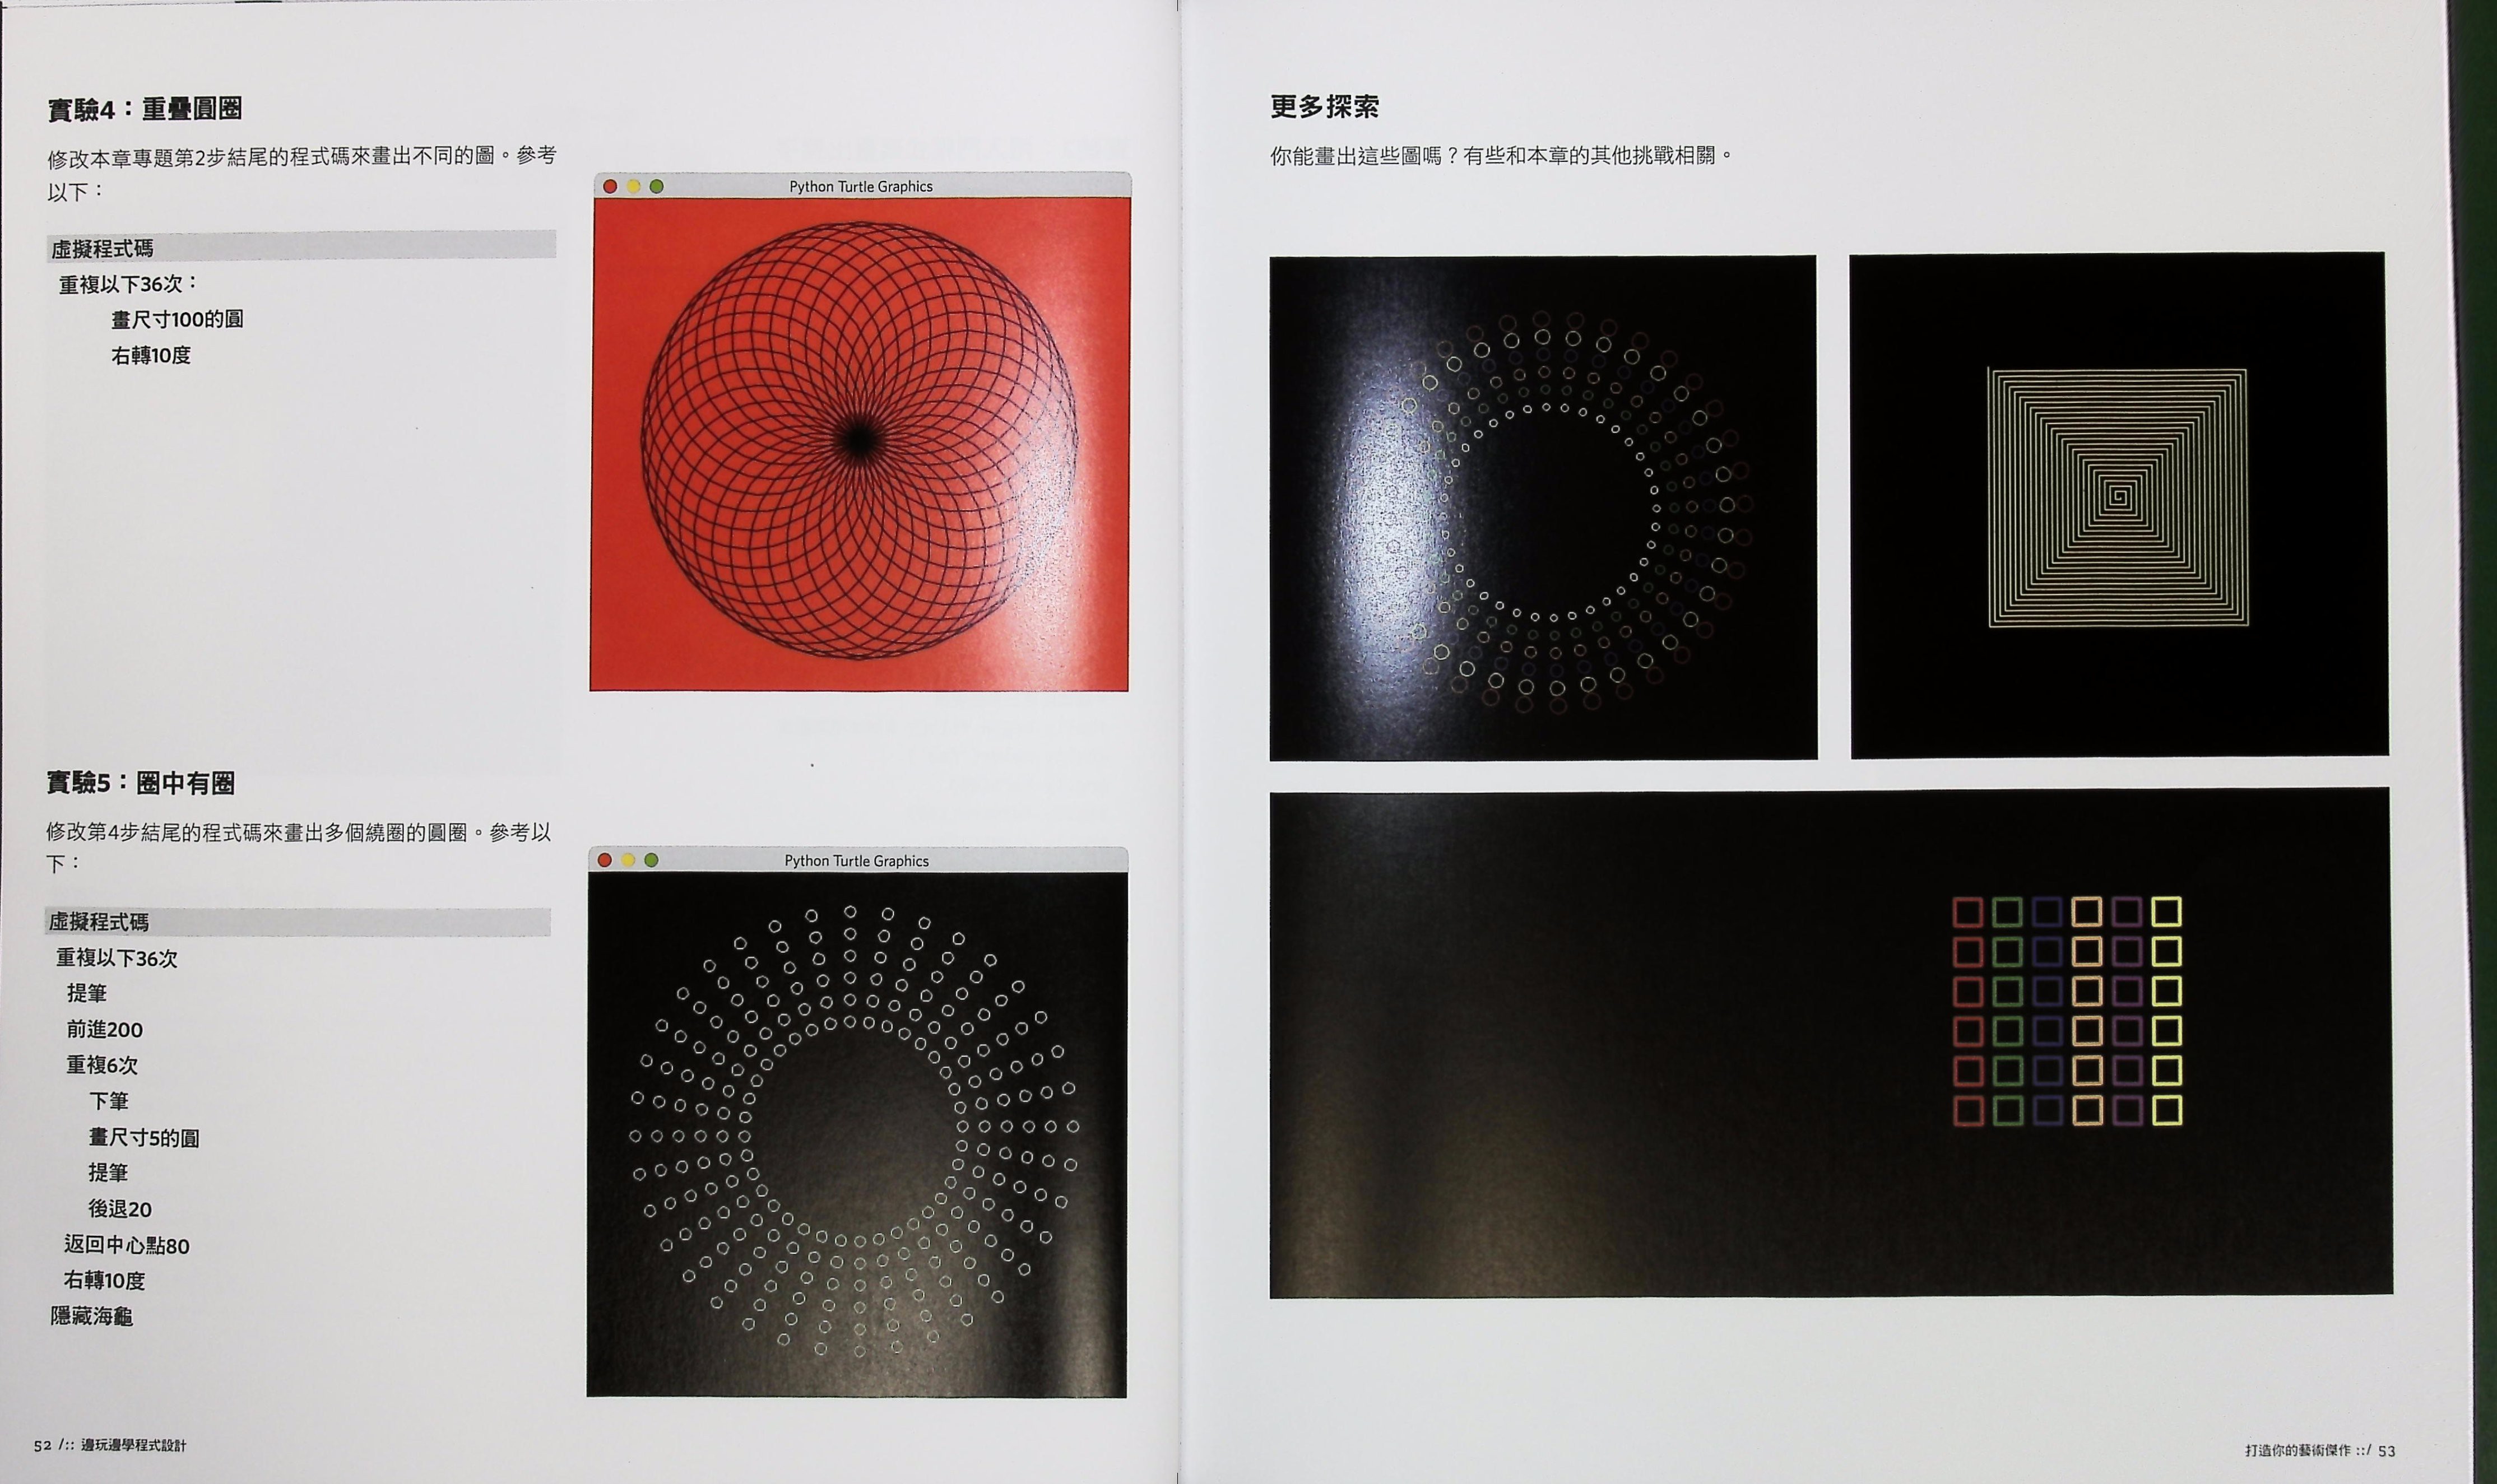 實驗4：重疊圓圈
修改本章專題第2步結尾的程式碼來畫出不同的圖。參考
以下：
虛擬程式碼
重複以下36次：
畫尺寸100的圓
右轉10度
Python Turtle Graphics
實驗5：圈中有圈
修改第4步結尾的程式碼來畫出多個繞圈的圓圈。參考以
下：
虛擬程式碼
重複以下36次
提筆
前進200
重複6次
下筆
畫尺寸5的圓
提筆
後退20
返回中心點80
右轉10度
隱藏海龜
Python Turtle Graphics
52 /:: 邊玩邊學程式設計
更多探索
你能畫出這些圖嗎？有些和本章的其他挑戰相關。
打造你的藝術傑作 ::/ 53